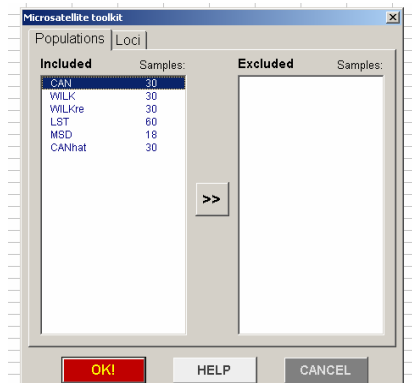 Microsatellite toolkit
Populations Loci
Included Samples: Excluded Samples:
CAN 30
WILK 30
WILKre 30
LST 60
MSD 18
CANhat 30
>>
OK! HELP CANCEL